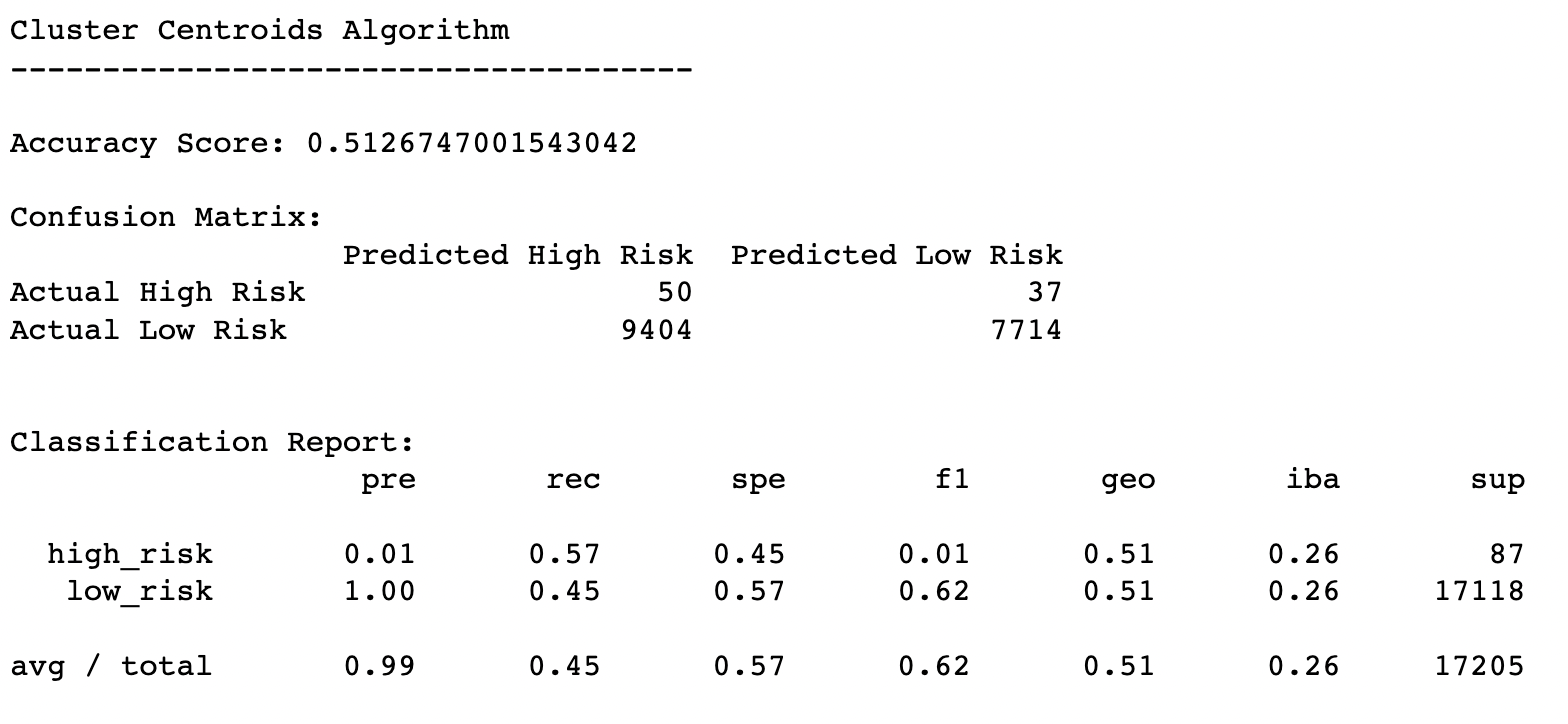 Cluster Centroids Algorithm
-------------------------------------
Accuracy Score: 0.5126747001543042
Confusion Matrix:
Predicted High Risk  Predicted Low Risk
Actual High Risk                   50                  37
Actual Low Risk                  9404                7714
Classification Report:
pre       rec       spe        f1       geo       iba       sup
high_risk       0.01      0.57      0.45      0.01      0.51      0.26        87
low_risk       1.00      0.45      0.57      0.62      0.51      0.26     17118
avg / total       0.99      0.45      0.57      0.62      0.51      0.26     17205